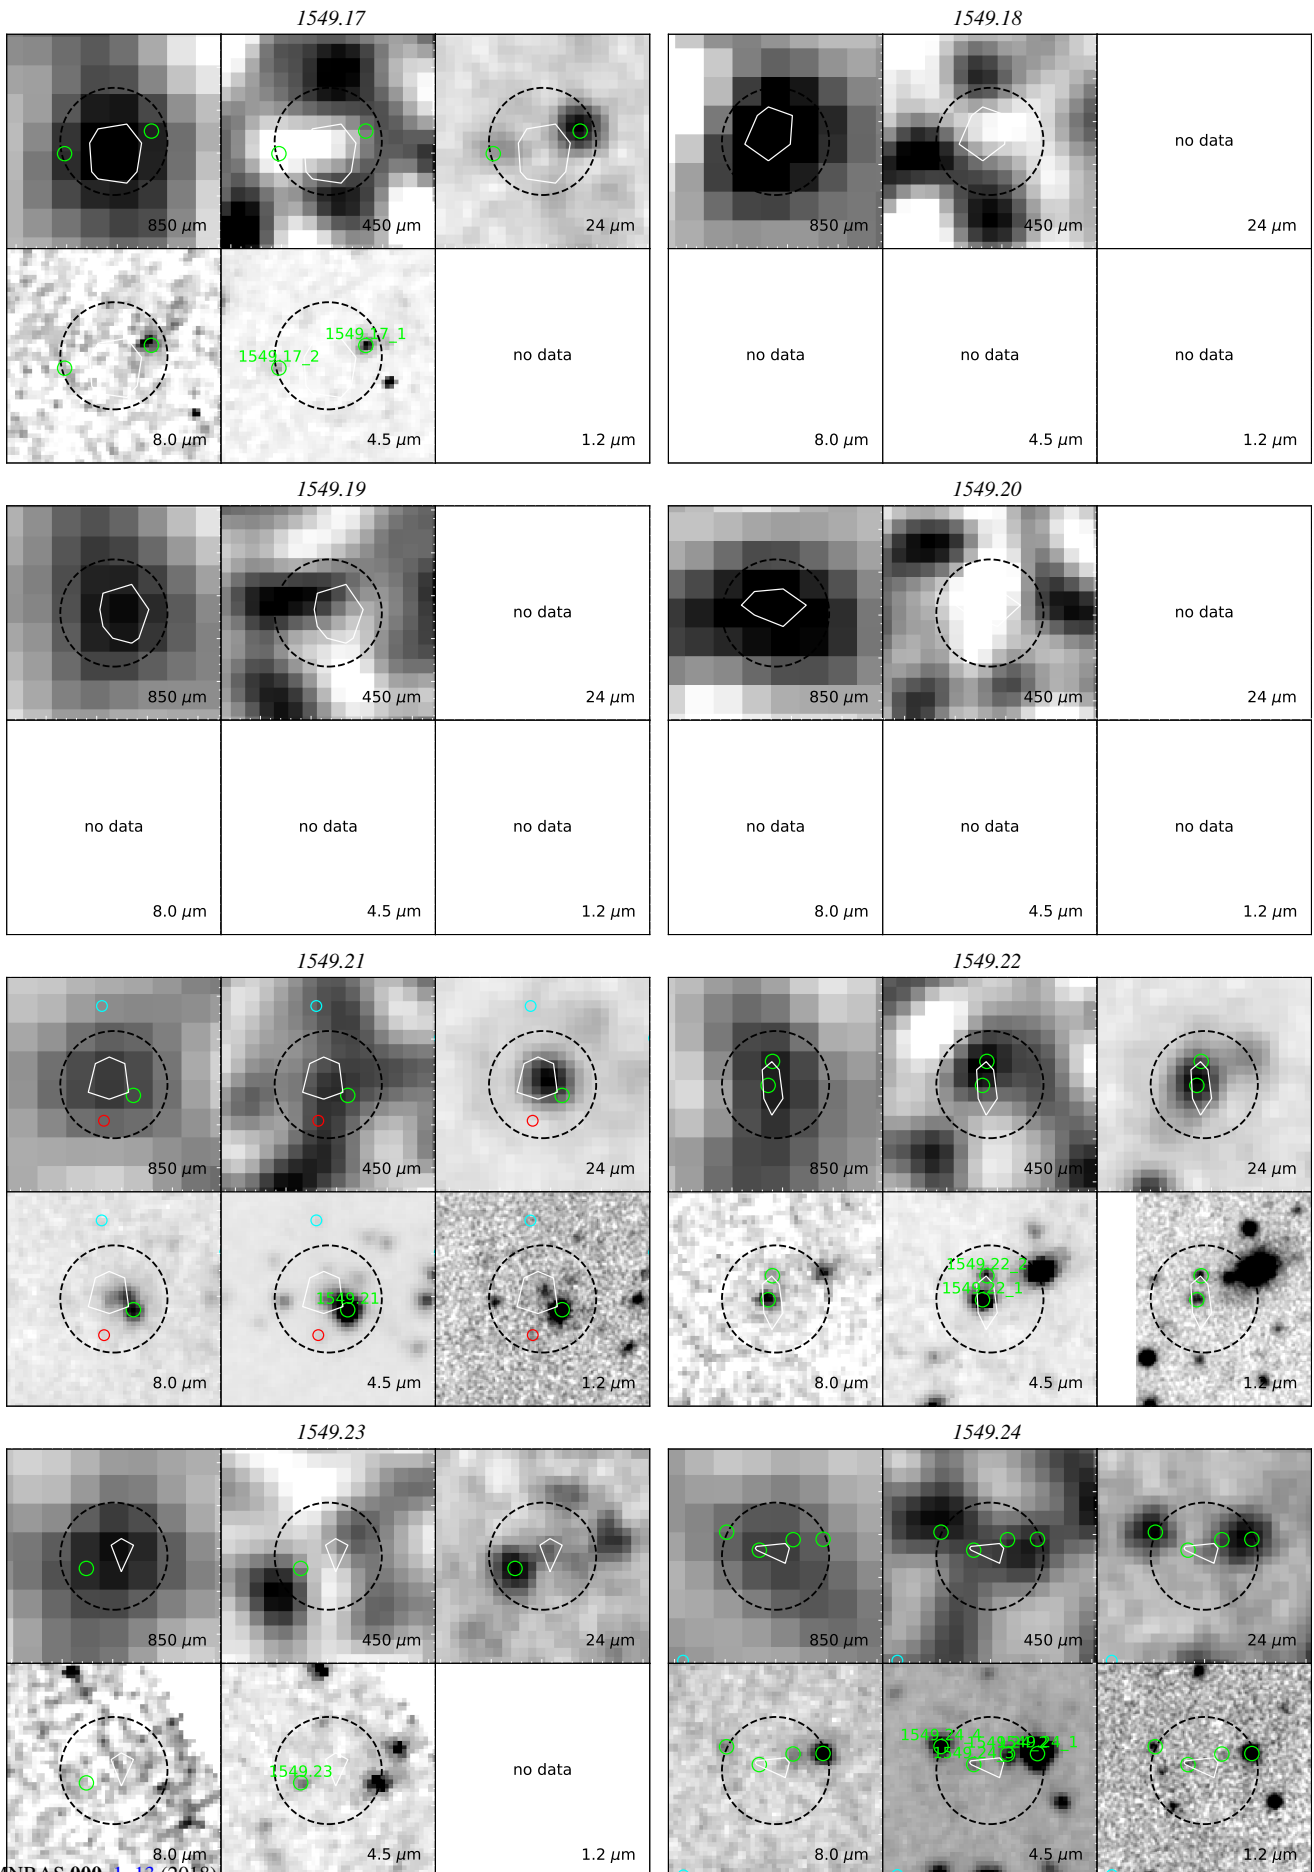 1549.17
1549.18
850 μm
450 μm
24 μm
850 μm
450 μm
no data
24 μm
1549.17_1
1549.17_2
8.0 μm
4.5 μm
no data
1.2 μm
no data
8.0 μm
no data
4.5 μm
no data
1.2 μm
1549.19
1549.20
850 μm
450 μm
no data
24 μm
850 μm
450 μm
no data
24 μm
no data
8.0 μm
no data
4.5 μm
no data
1.2 μm
no data
8.0 μm
no data
4.5 μm
no data
1.2 μm
1549.21
1549.22
850 μm
450 μm
24 μm
850 μm
450 μm
24 μm
8.0 μm
1549.21
4.5 μm
1.2 μm
8.0 μm
1549.22_2
1549.22_1
4.5 μm
1.2 μm
1549.23
1549.24
850 μm
450 μm
24 μm
850 μm
450 μm
24 μm
8.0 μm
1549.23
4.5 μm
no data
1.2 μm
8.0 μm
4.5 μm
1.2 μm
MNRAS 000, 1–13 (2018)